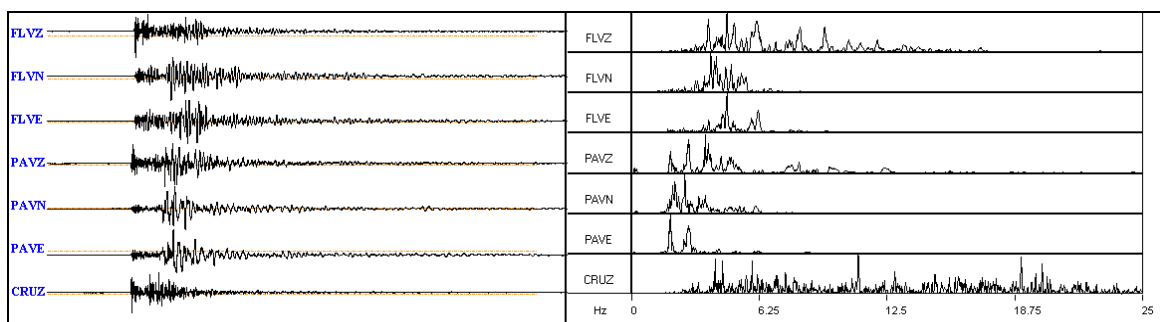 FLVZ
FLVN
FLVE
PAVZ
PAVN
PAVE
CRUZ
FLVZ
FLVN
FLVE
PAVZ
PAVN
PAVE
CRUZ
Hz 0 6.25 12.5 18.75 25